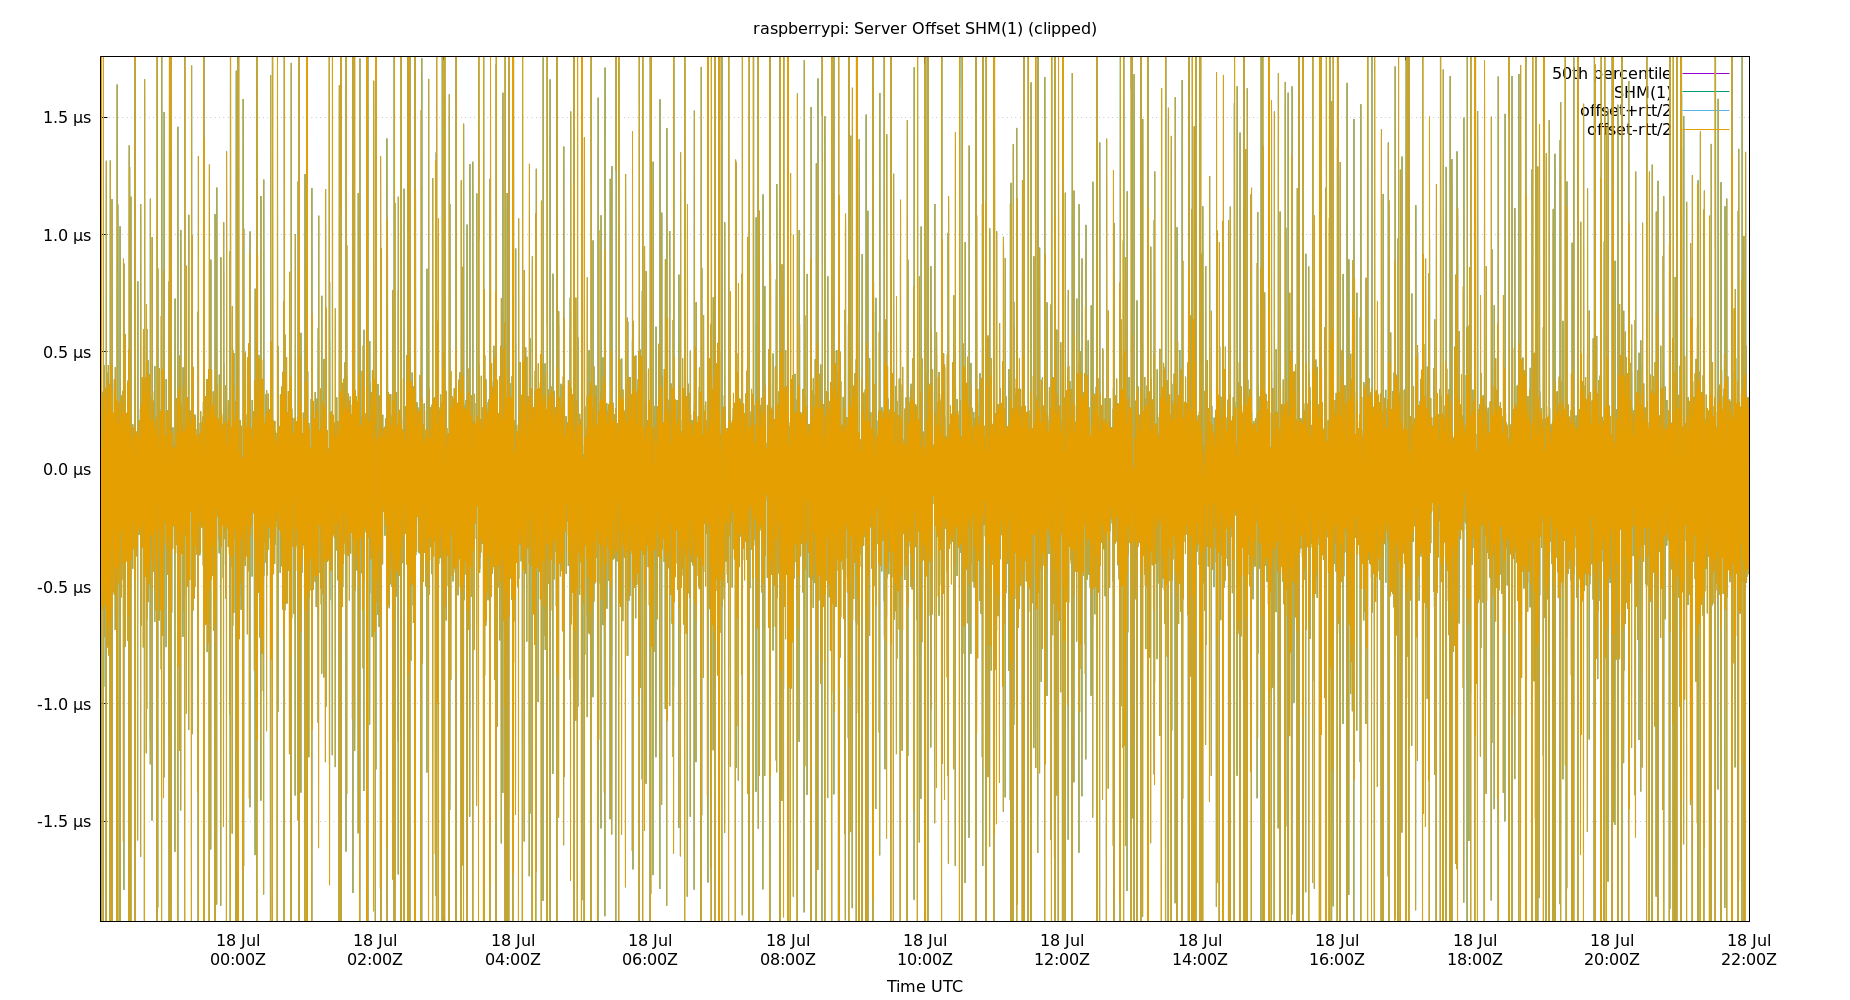 raspberrypi: Server Offset SHM(1) (clipped)
50th percentile
SHM(1)
offset+rtt/2
offset-rtt/2
1.5 µs
1.0 µs
0.5 µs
0.0 µs
-0.5 µs
-1.0 µs
-1.5 µs
18 Jul 18 Jul 18 Jul 18 Jul 18 Jul 18 Jul 18 Jul 18 Jul 18 Jul 18 Jul 18 Jul 18 Jul
00:00Z 02:00Z 04:00Z 06:00Z 08:00Z 10:00Z 12:00Z 14:00Z 16:00Z 18:00Z 20:00Z 22:00Z
Time UTC